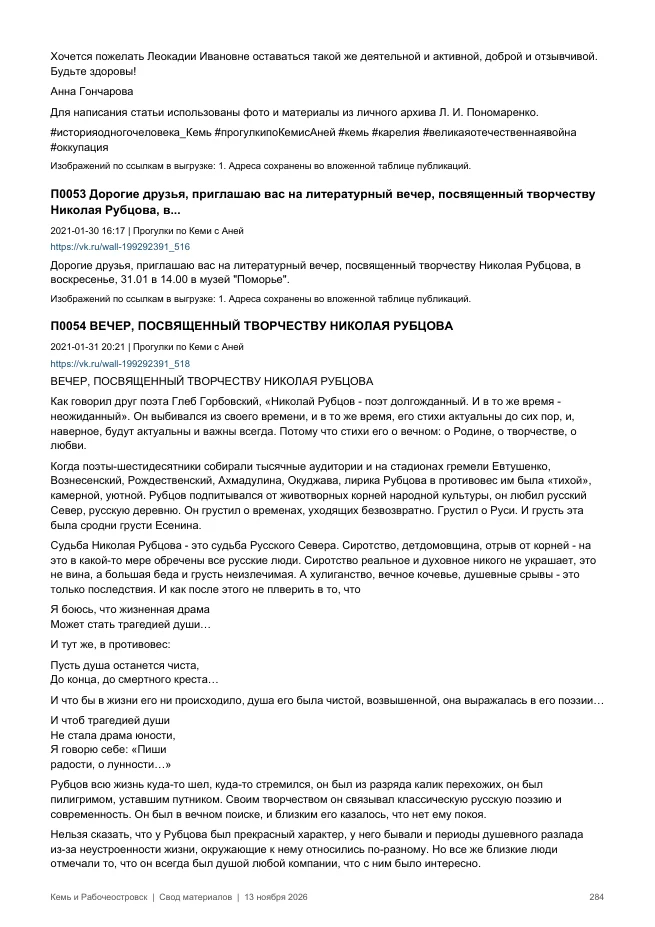 Хочется пожелать Леокадии Ивановне оставаться такой же деятельной и активной, доброй и отзывчивой.
Будьте здоровы!
Анна Гончарова
Для написания статьи использованы фото и материалы из личного архива Л. И. Пономаренко.
#историяодногочеловека_Кемь #прогулкипоКемисАней #кемь #карелия #великаяотечественнаявойна
#оккупация
Изображений по ссылкам в выгрузке: 1. Адреса сохранены во вложенной таблице публикаций.
П0053 Дорогие друзья, приглашаю вас на литературный вечер, посвященный творчеству
Николая Рубцова, в...
2021-01-30 16:17 | Прогулки по Кеми с Аней
https://vk.ru/wall-199292391_516
Дорогие друзья, приглашаю вас на литературный вечер, посвященный творчеству Николая Рубцова, в
воскресенье, 31.01 в 14.00 в музей "Поморье".
Изображений по ссылкам в выгрузке: 1. Адреса сохранены во вложенной таблице публикаций.
П0054 ВЕЧЕР, ПОСВЯЩЕННЫЙ ТВОРЧЕСТВУ НИКОЛАЯ РУБЦОВА
2021-01-31 20:21 | Прогулки по Кеми с Аней
https://vk.ru/wall-199292391_518
ВЕЧЕР, ПОСВЯЩЕННЫЙ ТВОРЧЕСТВУ НИКОЛАЯ РУБЦОВА
Как говорил друг поэта Глеб Горбовский, «Николай Рубцов - поэт долгожданный. И в то же время -
неожиданный». Он выбивался из своего времени, и в то же время, его стихи актуальны до сих пор, и,
наверное, будут актуальны и важны всегда. Потому что стихи его о вечном: о Родине, о творчестве, о
любви.
Когда поэты-шестидесятники собирали тысячные аудитории и на стадионах гремели Евтушенко,
Вознесенский, Рождественский, Ахмадулина, Окуджава, лирика Рубцова в противовес им была «тихой»,
камерной, уютной. Рубцов подпитывался от животворных корней народной культуры, он любил русский
Север, русскую деревню. Он грустил о временах, уходящих безвозвратно. Грустил о Руси. И грусть эта
была сродни грусти Есенина.
Судьба Николая Рубцова - это судьба Русского Севера. Сиротство, детдомовщина, отрыв от корней - на
это в какой-то мере обречены все русские люди. Сиротство реальное и духовное никого не украшает, это
не вина, а большая беда и грусть неизлечимая. А хулиганство, вечное кочевье, душевные срывы - это
только последствия. И как после этого не плверить в то, что
Я боюсь, что жизненная драма
Может стать трагедией души…
И тут же, в противовес:
Пусть душа останется чиста,
До конца, до смертного креста…
И что бы в жизни его ни происходило, душа его была чистой, возвышенной, она выражалась в его поэзии…
И чтоб трагедией души
Не стала драма юности,
Я говорю себе: «Пиши
радости, о лунности…»
Рубцов всю жизнь куда-то шел, куда-то стремился, он был из разряда калик перехожих, он был
пилигримом, уставшим путником. Своим творчеством он связывал классическую русскую поэзию и
современность. Он был в вечном поиске, и близким его казалось, что нет ему покоя.
Нельзя сказать, что у Рубцова был прекрасный характер, у него бывали и периоды душевного разлада
из-за неустроенности жизни, окружающие к нему относились по-разному. Но все же близкие люди
отмечали то, что он всегда был душой любой компании, что с ним было интересно.
Кемь и Рабочеостровск | Свод материалов | 13 ноября 2026 284